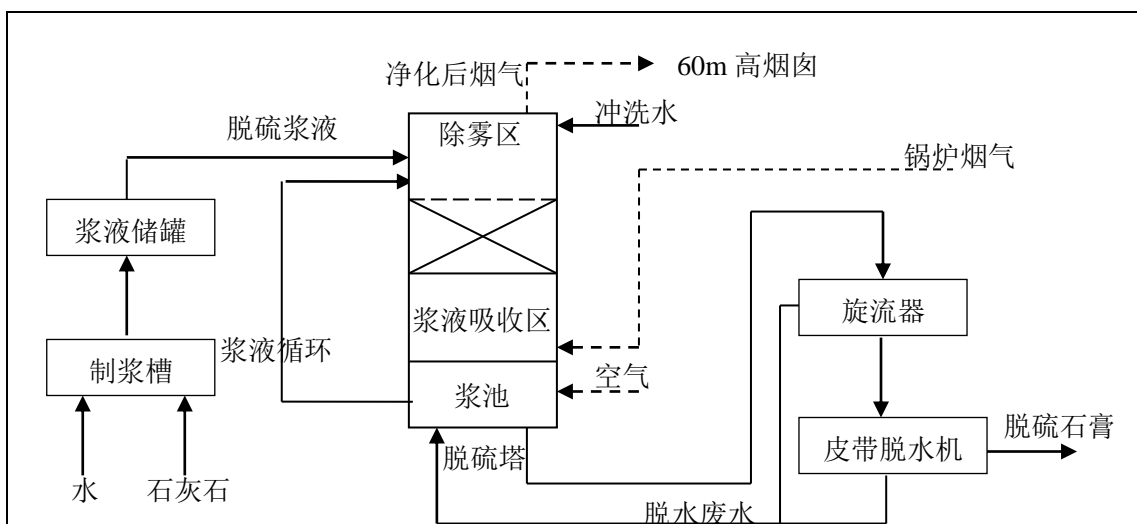 净化后烟气
60m 高烟囱
冲洗水
脱硫浆液
除雾区
锅炉烟气
浆液储罐
旋流器
浆液吸收区
浆液循环
制浆槽
空气
浆池
脱硫石膏
皮带脱水机
脱硫塔
水
石灰石
脱水废水